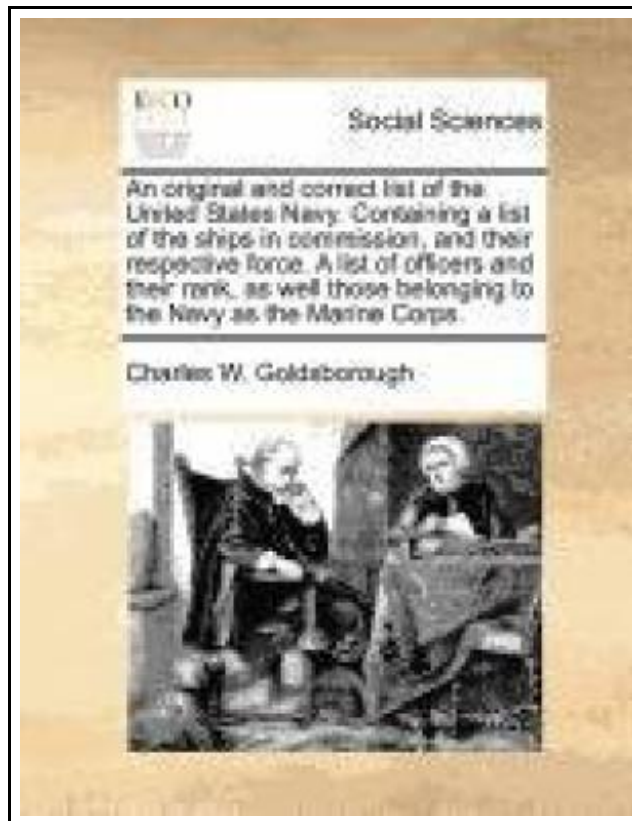 ECCO
Social Sciences
An original and correct list of the
United States Navy. Containing a list
of the ships in commission, and their
respective force. A list of officers and
their rank, as well those belonging to
the Navy as the Marine Corps.
Charles W. Goldsborough